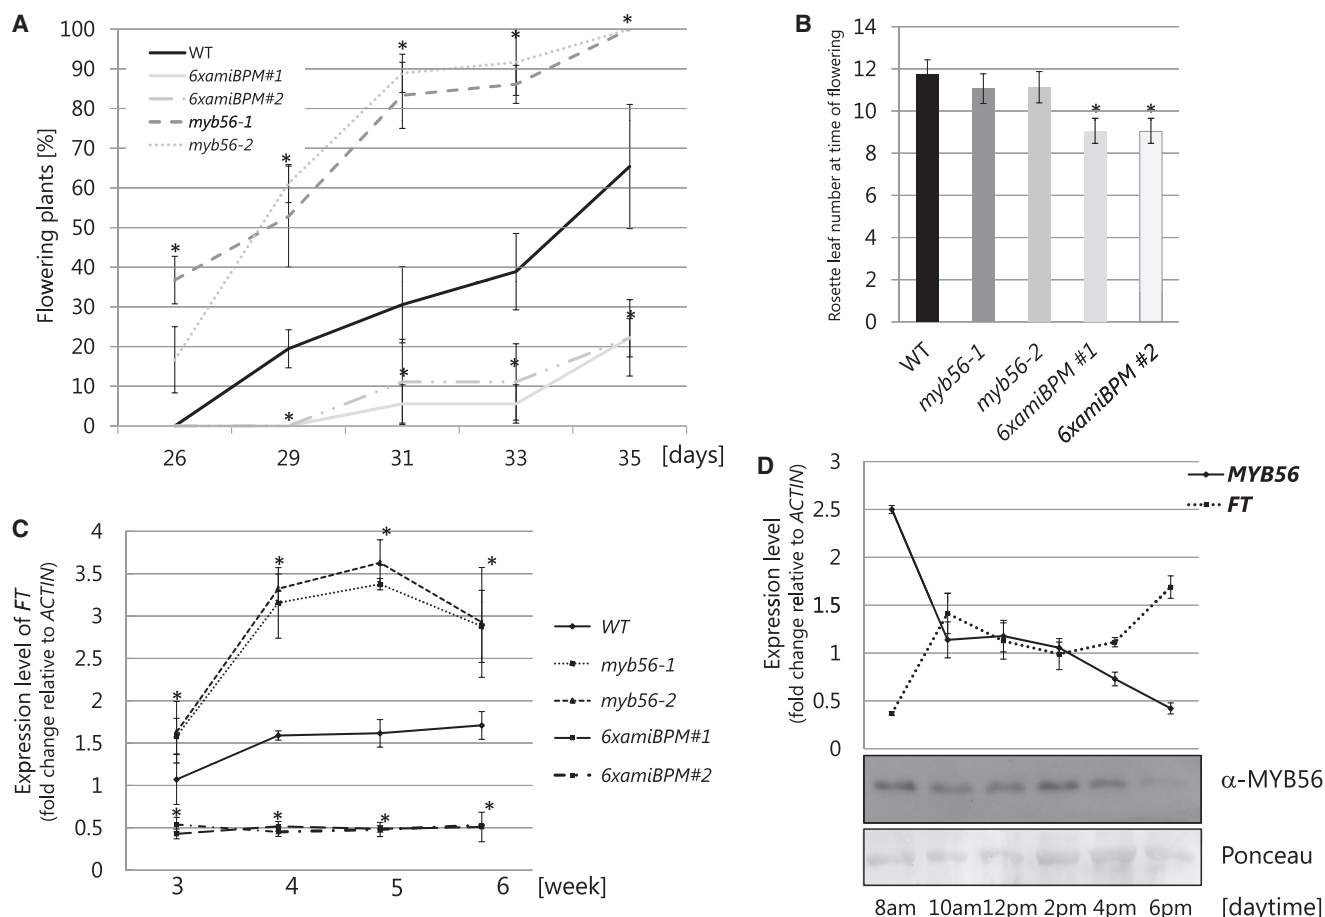 A
Flowering plants [%]
100
90
80
70
60
50
40
30
20
10
0
WT
6xamiBPM#1
6xamiBPM#2
myb56-1
myb56-2
*
*
*
*
*
*
*
*
*
26 29 31 33 35 [days]
B
Rosette leaf number at time of flowering
14
12
10
8
6
4
2
0
* *
WT
myb56-1
myb56-2
6xamiBPM #1
6xamiBPM #2
C
Expression level of FT
(fold change relative to ACTIN)
4
3.5
3
2.5
2
1.5
1
0.5
0
*
*
*
*
*
*
*
*
WT
myb56-1
myb56-2
6xamiBPM#1
6xamiBPM#2
3 4 5 6 [week]
D
Expression level
(fold change relative to ACTIN)
3
2.5
2
1.5
1
0.5
0
MYB56
FT
α-MYB56
Ponceau
8am 10am 12pm 2pm 4pm 6pm [daytime]